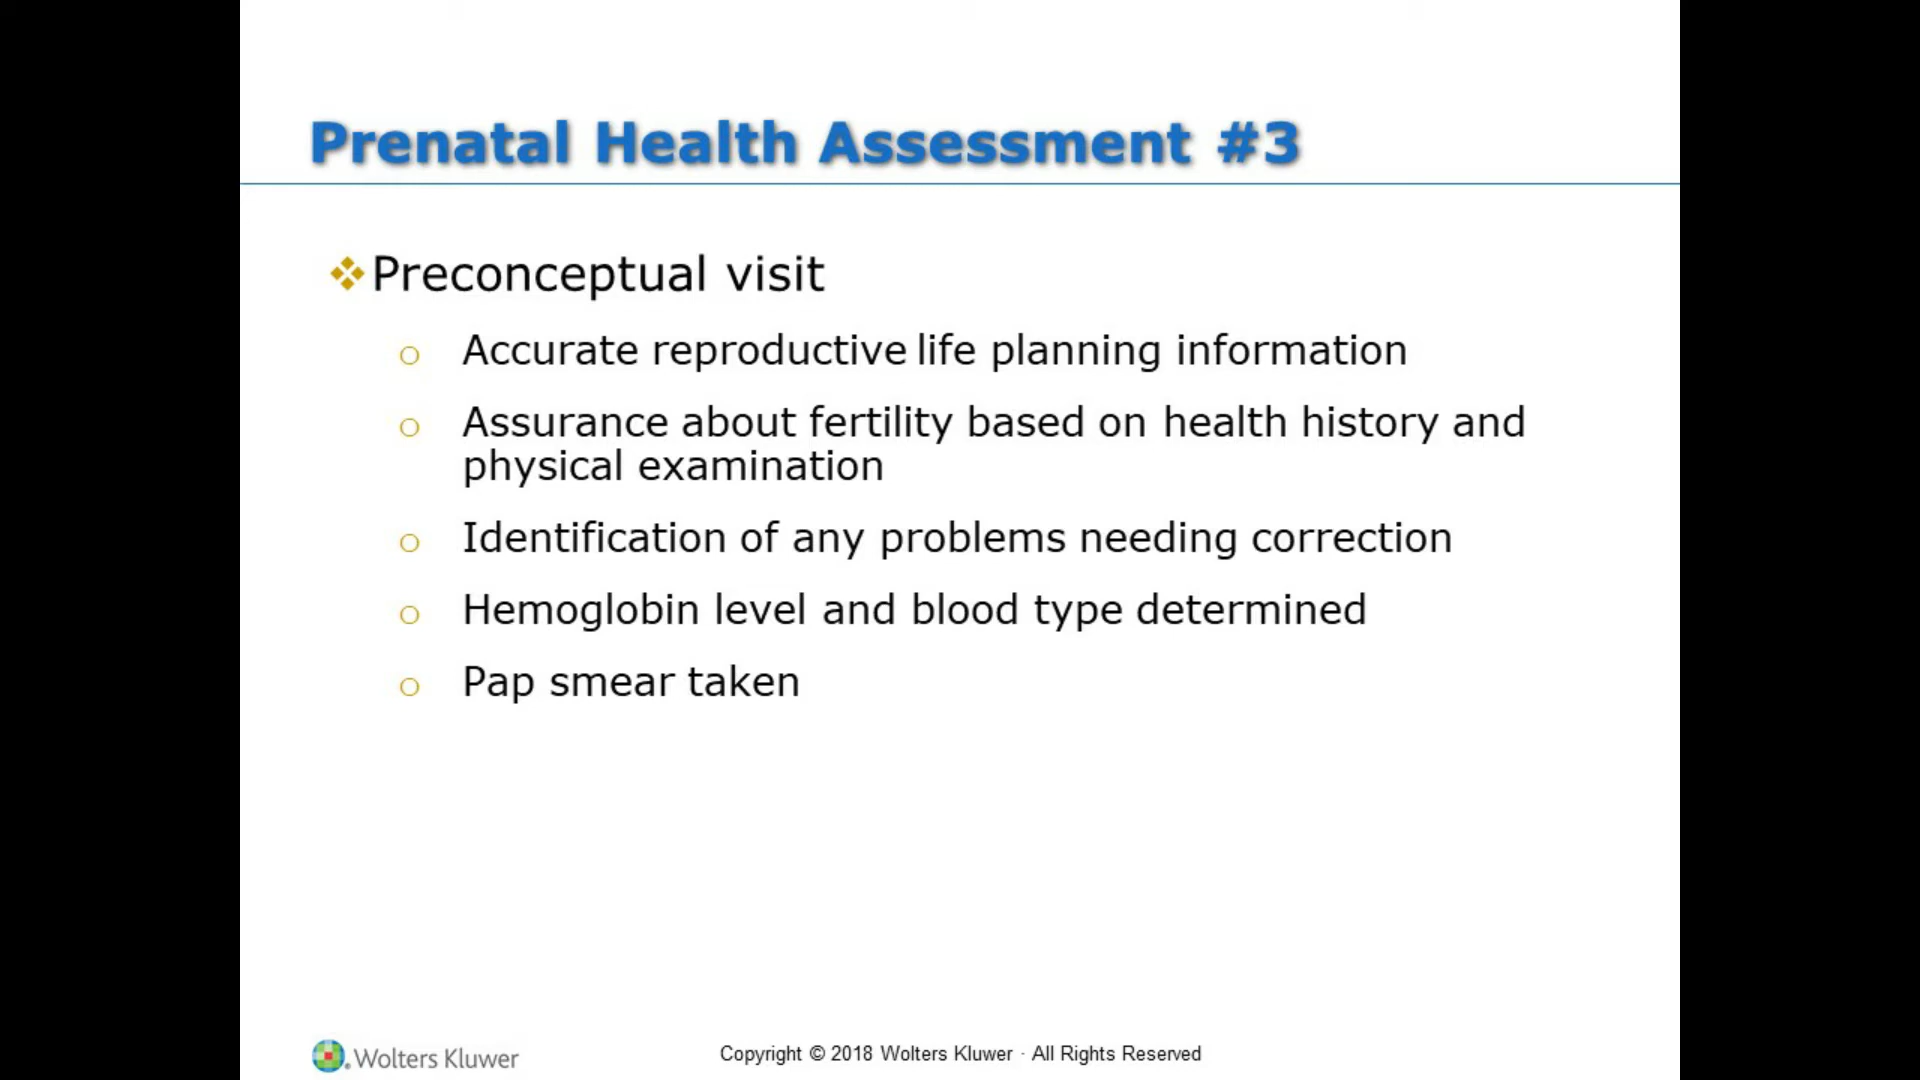 Prenatal Health Assessment #3
Preconceptual visit
Accurate reproductive life planning information
Assurance about fertility based on health history and
physical examination
Identification of any problems needing correction
Hemoglobin level and blood type determined
Pap smear taken
Wolters Kluwer
Copyright © 2018 Wolters Kluwer · All Rights Reserved